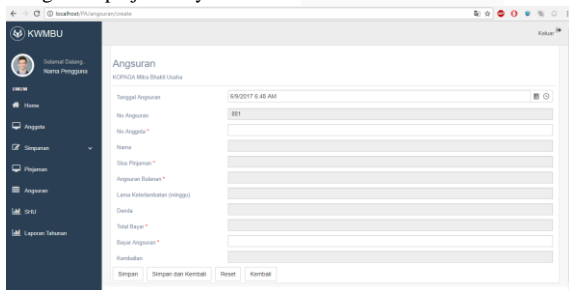 localhost/PA/angsuran/create
KWMBU
Keluar
Selamat Datang,
Nama Pengguna
Angsuran
KOPAGA Mitra Bhakti Usaha
UMUM
Home
Anggota
Simpanan
Pinjaman
Angsuran
SHU
Laporan Tahunan
Tanggal Angsuran 6/9/2017 6:48 AM
No Angsuran 001
No Anggota *
Nama
Sisa Pinjaman *
Angsuran Bulanan *
Lama Keterlambatan (minggu)
Denda
Total Bayar *
Bayar Angsuran *
Kembalian
Simpan Simpan dan Kembali Reset Kembali